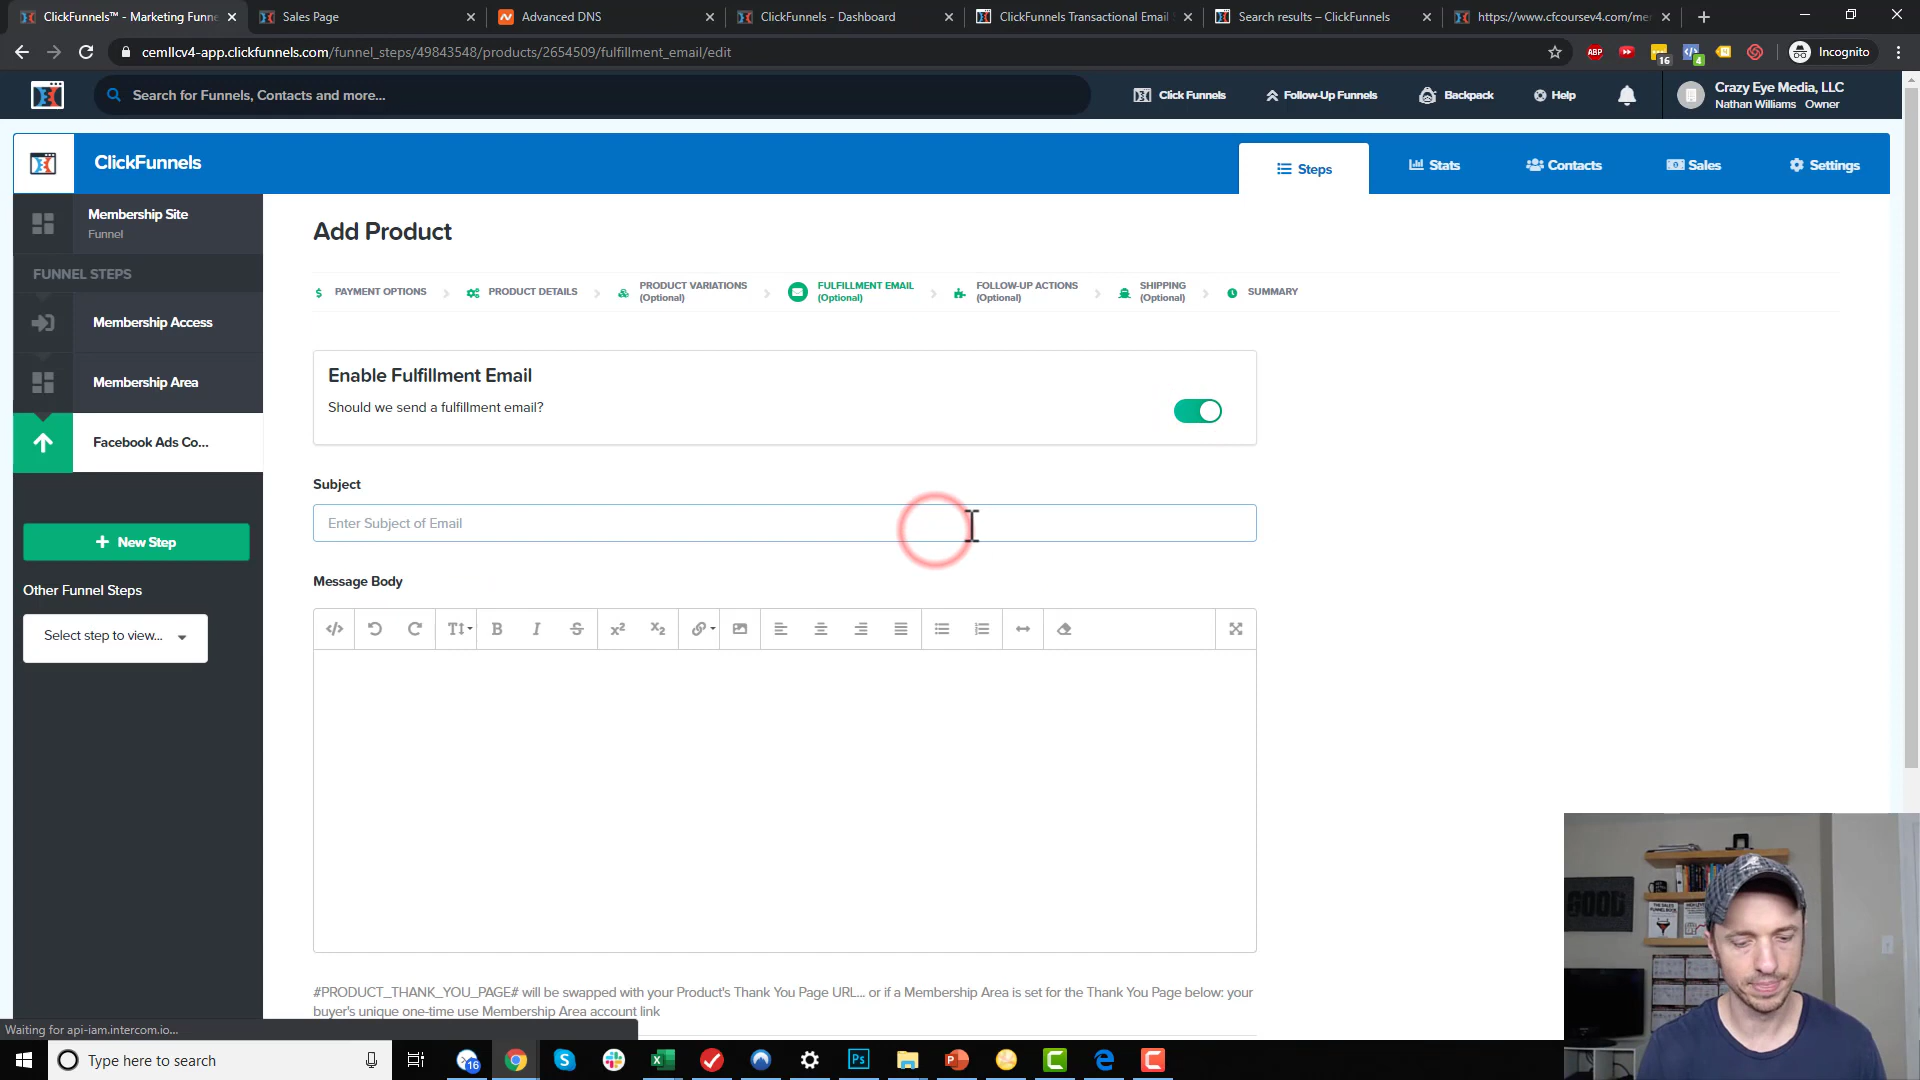 ClickFunnels™ - Marketing Funne
Sales Page
Advanced DNS
ClickFunnels - Dashboard
ClickFunnels Transactional Email
Search results – ClickFunnels
https://www.cfcoursev4.com/me
cemllcv4-app.clickfunnels.com/funnel_steps/49843548/products/2654509/fulfillment_email/edit
ABP
16
4
Incognito
Search for Funnels, Contacts and more...
Click Funnels
Follow-Up Funnels
Backpack
Help
Crazy Eye Media, LLC
Nathan Williams Owner
ClickFunnels
Steps
Stats
Contacts
Sales
Settings
Membership Site
Funnel
FUNNEL STEPS
Membership Access
Membership Area
Facebook Ads Co...
+ New Step
Other Funnel Steps
Select step to view...
Add Product
PAYMENT OPTIONS
PRODUCT DETAILS
PRODUCT VARIATIONS
(Optional)
FULFILLMENT EMAIL
(Optional)
FOLLOW-UP ACTIONS
(Optional)
SHIPPING
(Optional)
SUMMARY
Enable Fulfillment Email
Should we send a fulfillment email?
Subject
Enter Subject of Email
Message Body
#PRODUCT_THANK_YOU_PAGE# will be swapped with your Product's Thank You Page URL... or if a Membership Area is set for the Thank You Page below: your
buyer's unique one-time use Membership Area account link
Waiting for api-iam.intercom.io...
GOOD
Type here to search
16